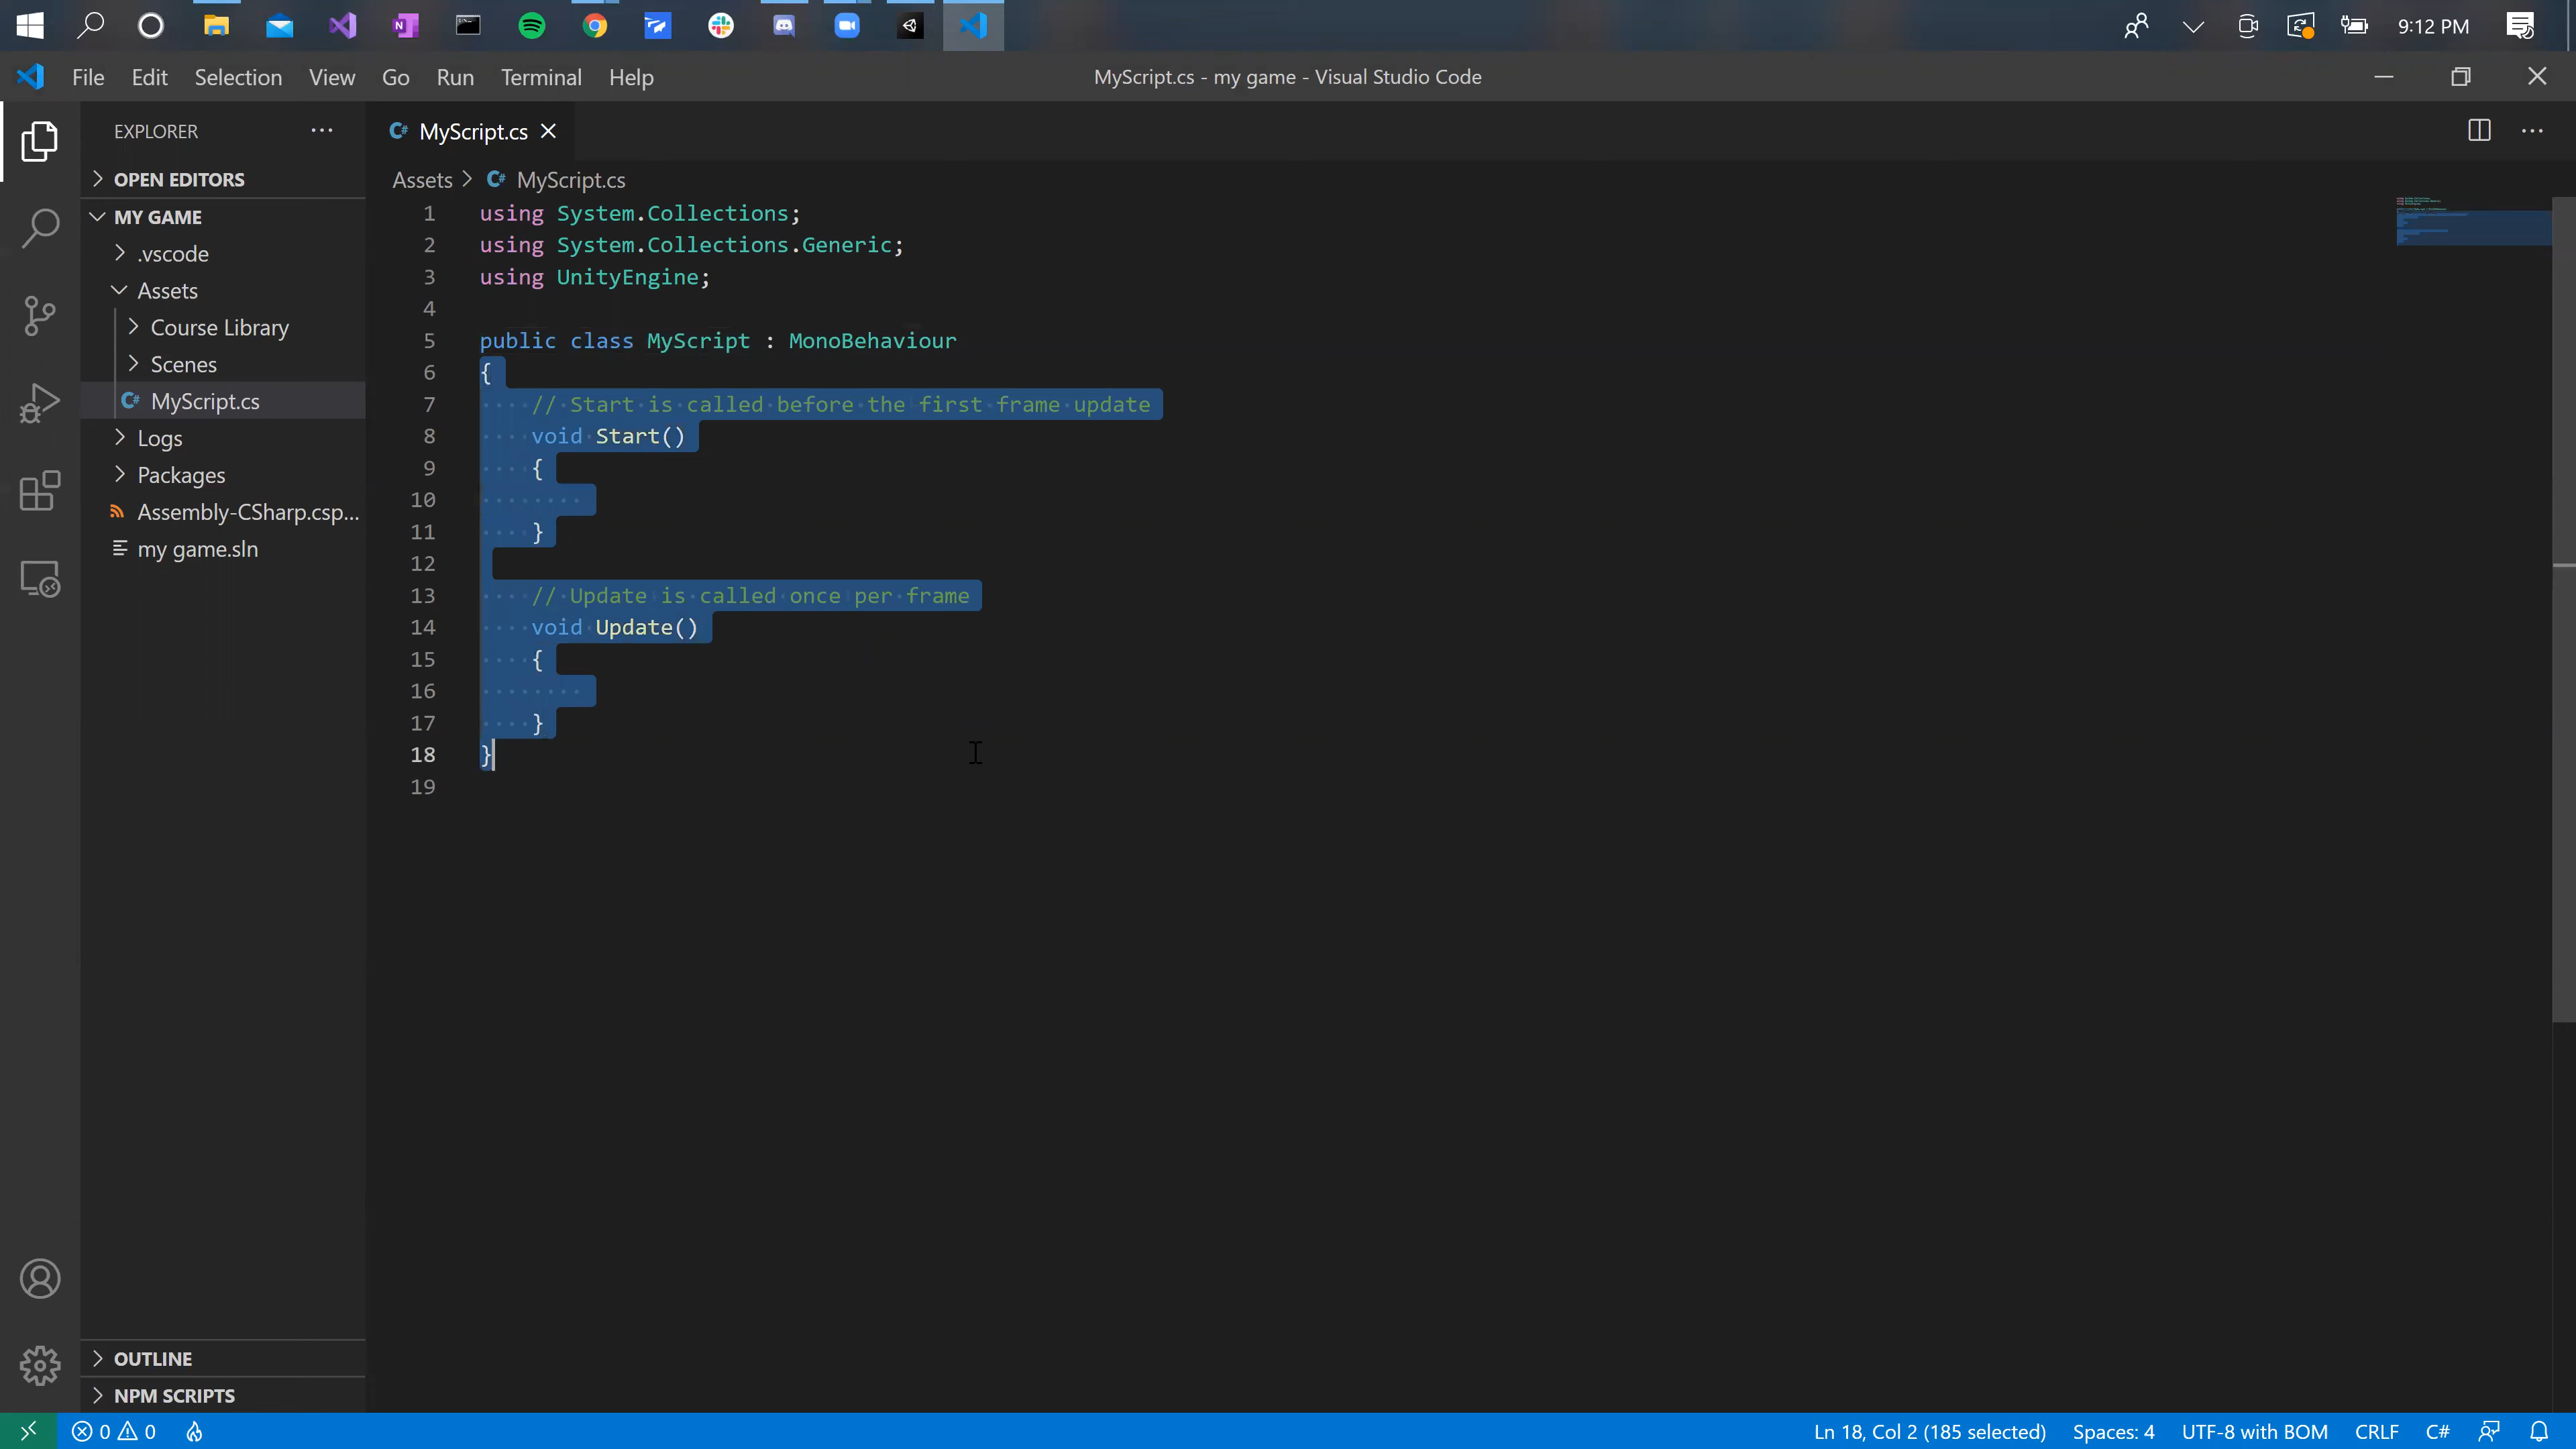 9:12 PM
File Edit Selection View Go Run Terminal Help
MyScript.cs - my game - Visual Studio Code
EXPLORER
OPEN EDITORS
MY GAME
.vscode
Assets
Course Library
Scenes
C# MyScript.cs
Logs
Packages
Assembly-CSharp.csp...
my game.sln
OUTLINE
NPM SCRIPTS
C# MyScript.cs
Assets > C# MyScript.cs
1 using System.Collections;
2 using System.Collections.Generic;
3 using UnityEngine;
4
5 public class MyScript : MonoBehaviour
6 {
7 // Start is called before the first frame update
8 void Start()
9 {
10
11 }
12
13 // Update is called once per frame
14 void Update()
15 {
16
17 }
18 }
19
0 0
Ln 18, Col 2 (185 selected) Spaces: 4 UTF-8 with BOM CRLF C#